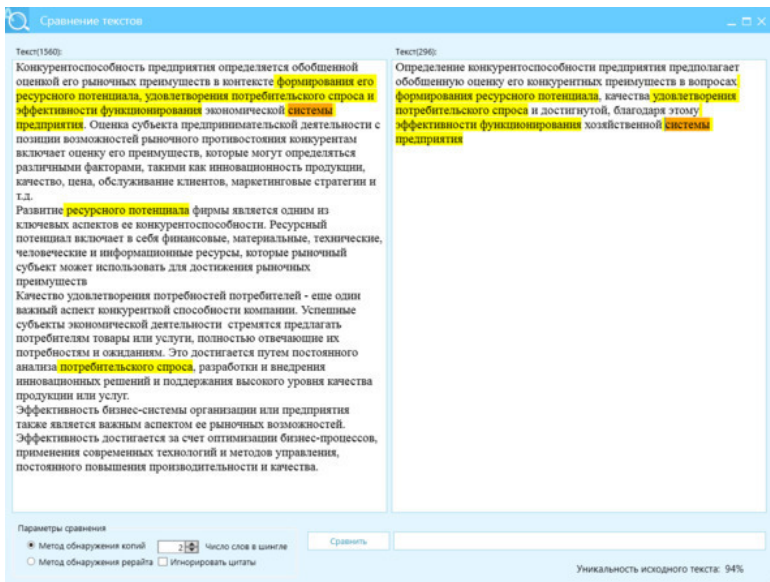 Сравнение текстов
Текст(1560):
Конкурентоспособность предприятия определяется обобшенной
оценкой его рыночных преимуществ в контексте формирования его
ресурсного потенциала, удовлетворения потребительского спроса и
эффективности функционирования экономической системы
предприятия. Оценка субъекта предпринимательской деятельности с
позиции возможностей рыночного противостояния конкурентам
включает оценку его преимуществ, которые могут определяться
различными факторами, такими как инновационность продукции,
качество, цена, обслуживание клиентов, маркетинговые стратегии и
т.д.
Развитие ресурсного потенциала фирмы является одним из
ключевых аспектов ее конкурентоспособности. Ресурсный
потенциал включает в себя финансовые, материальные, технические,
человеческие и информационные ресурсы, которые рыночный
субъект может использовать для достижения рыночных
преимуществ
Качество удовлетворения потребностей потребителей - еще один
важный аспект конкурентной способности компании. Успешные
субъекты экономической деятельности стремятся предлагать
потребителям товары или услуги, полностью отвечающие их
потребностям и ожиданиям. Это достигается путем постоянного
анализа потребительского спроса, разработки и внедрения
инновационных решений и поддержания высокого уровня качества
продукции или услуг.
Эффективность бизнес-системы организации или предприятия
также является важным аспектом ее рыночных возможностей.
Эффективность достигается за счет оптимизации бизнес-процессов,
применения современных технологий и методов управления,
постоянного повышения производительности и качества.
Текст(296):
Определение конкурентоспособности предприятия предполагает
обобщенную оценку его конкурентных преимуществ в вопросах
формирования ресурсного потенциала, качества удовлетворения
потребительского спроса и достигнутой, благодаря этому
эффективности функционирования хозяйственной системы
предприятия
Параметры сравнения
Метод обнаружения копий 2 Число слов в шингле
Метод обнаружения рерайта Игнорировать цитаты
Сравнить
Уникальность исходного текста: 94%